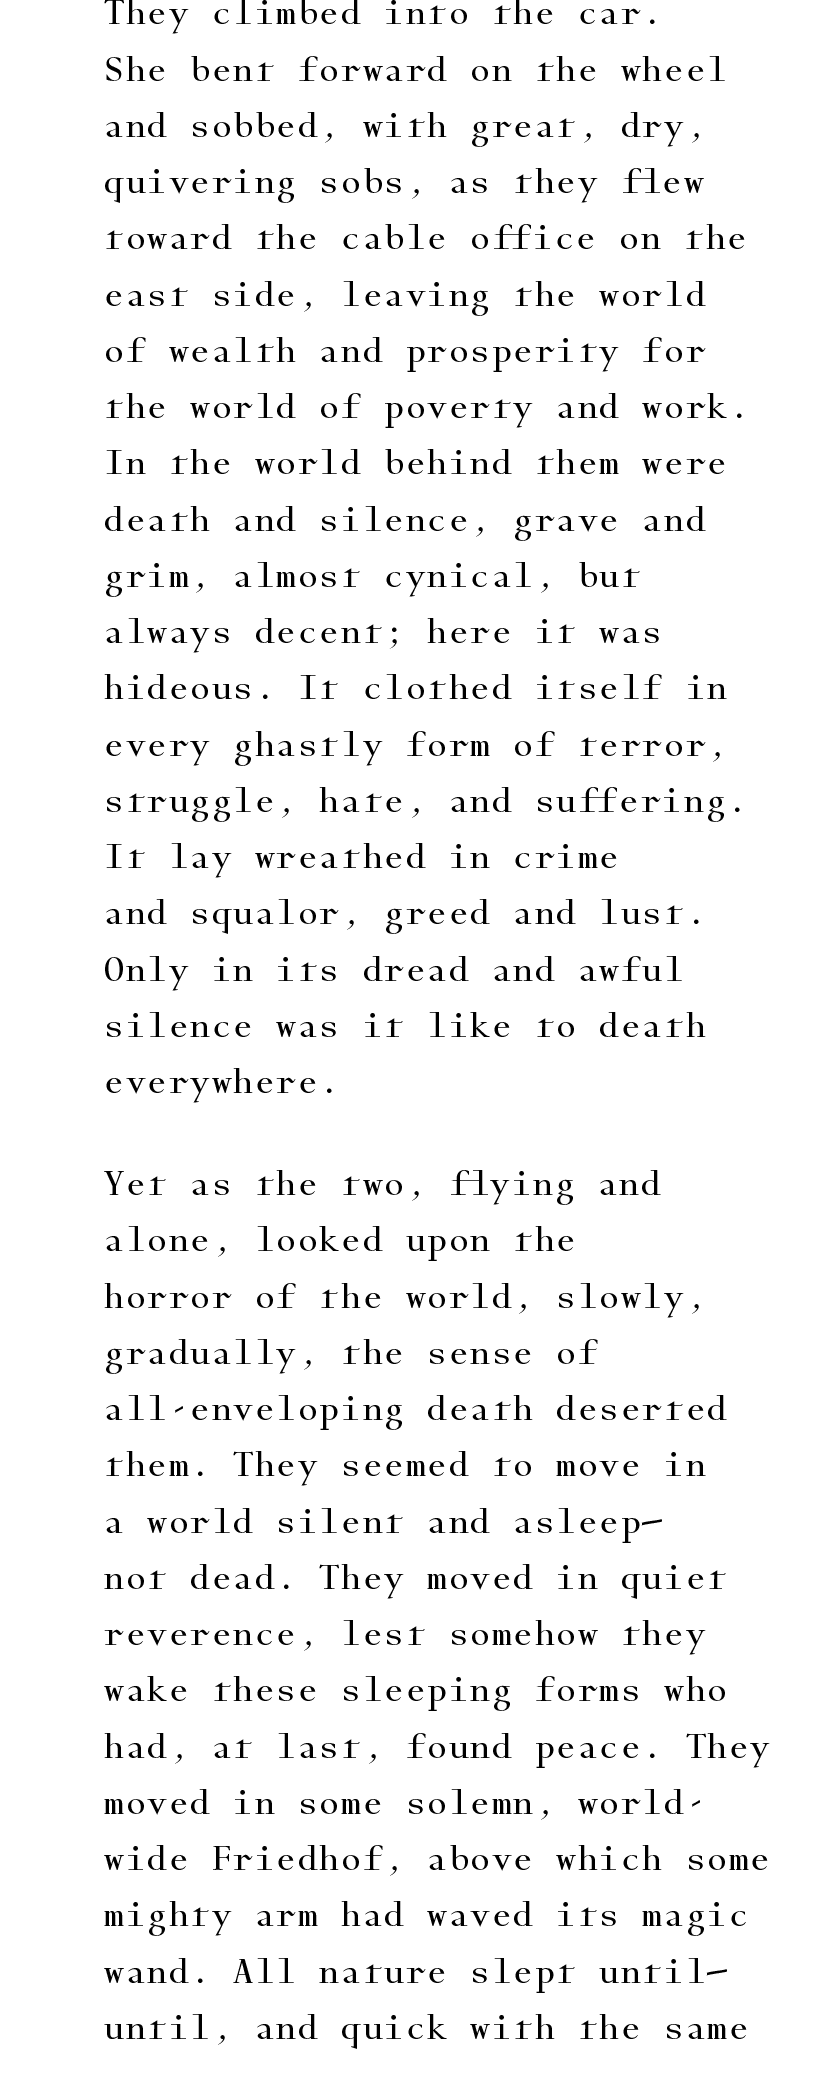 They climbed into the car.
She bent forward on the wheel
and sobbed, with great, dry,
quivering sobs, as they flew
toward the cable office on the
east side, leaving the world
of wealth and prosperity for
the world of poverty and work.
In the world behind them were
death and silence, grave and
grim, almost cynical, but
always decent; here it was
hideous. It clothed itself in
every ghastly form of terror,
struggle, hate, and suffering.
It lay wreathed in crime
and squalor, greed and lust.
Only in its dread and awful
silence was it like to death
everywhere.
Yet as the two, flying and
alone, looked upon the
horror of the world, slowly,
gradually, the sense of
all-enveloping death deserted
them. They seemed to move in
a world silent and asleep—
not dead. They moved in quiet
reverence, lest somehow they
wake these sleeping forms who
had, at last, found peace. They
moved in some solemn, world-
wide Friedhof, above which some
mighty arm had waved its magic
wand. All nature slept until—
until, and quick with the same